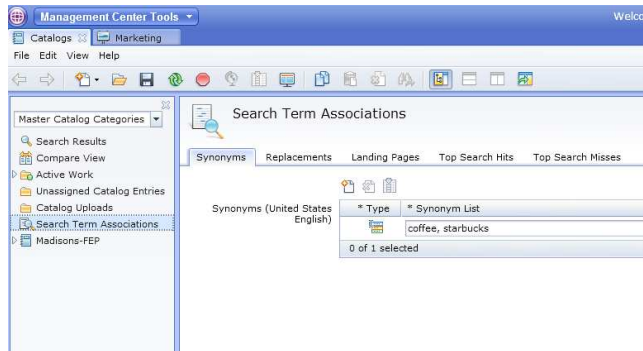 Management Center Tools
Welco
Catalogs Marketing
File Edit View Help
Master Catalog Categories
Search Results
Compare View
Active Work
Unassigned Catalog Entries
Catalog Uploads
Search Term Associations
Madisons-FEP
Search Term Associations
Synonyms Replacements Landing Pages Top Search Hits Top Search Misses
Synonyms (United States
English)
* Type * Synonym List
coffee, starbucks
0 of 1 selected